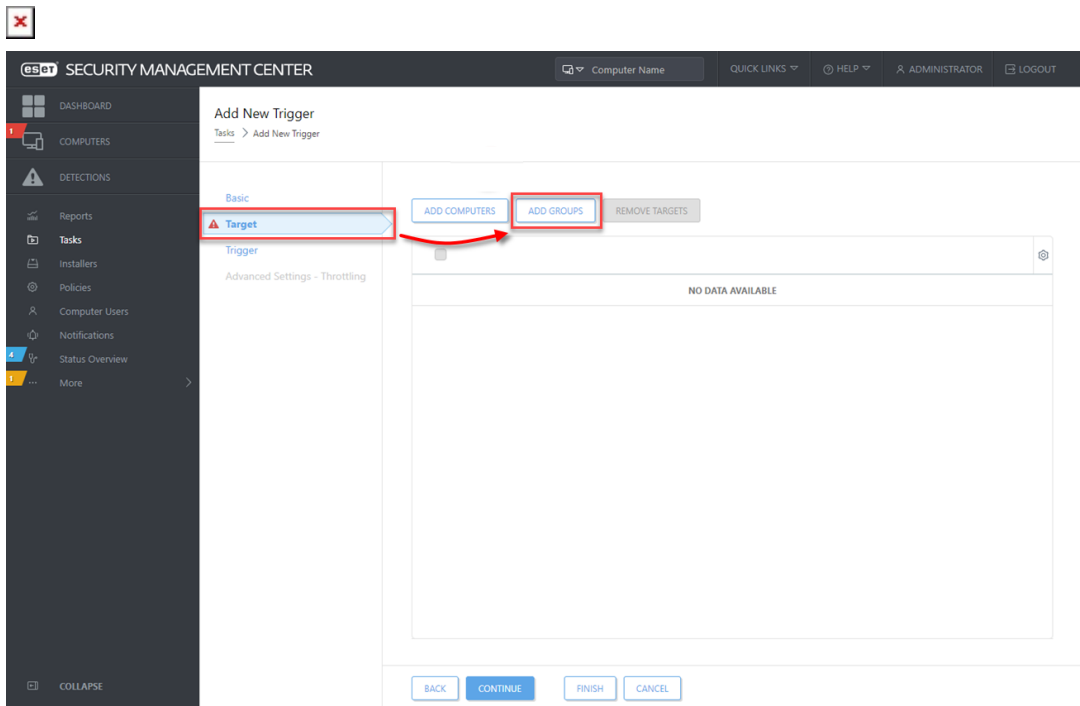 eset SECURITY MANAGEMENT CENTER
Computer Name
QUICK LINKS
HELP
ADMINISTRATOR
LOGOUT
DASHBOARD
1
COMPUTERS
DETECTIONS
Reports
Tasks
Installers
Policies
Computer Users
Notifications
4
Status Overview
1
More
COLLAPSE
Add New Trigger
Tasks > Add New Trigger
Basic
Target
Trigger
Advanced Settings - Throttling
ADD COMPUTERS ADD GROUPS REMOVE TARGETS
NO DATA AVAILABLE
BACK CONTINUE FINISH CANCEL